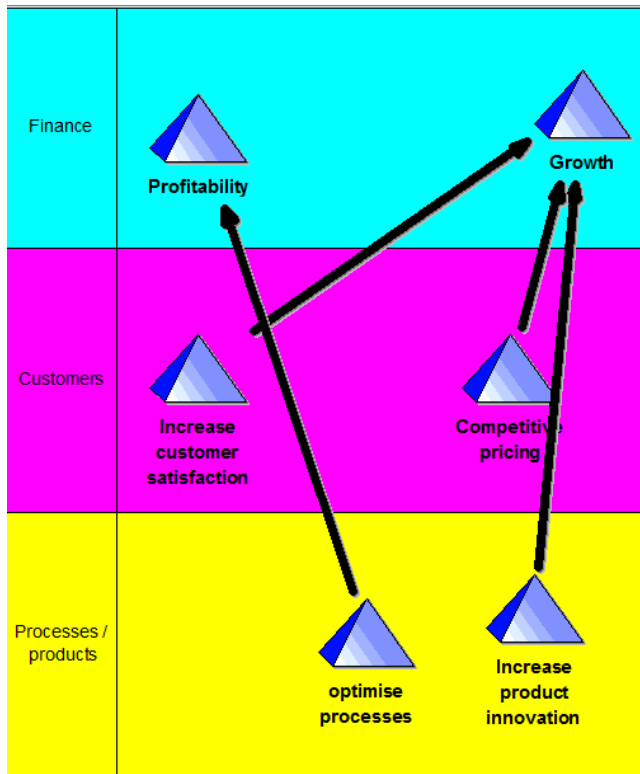 Finance
Profitability
Growth
Customers
Increase
customer
satisfaction
Competitive
pricing
Processes /
products
optimise
processes
Increase
product
innovation